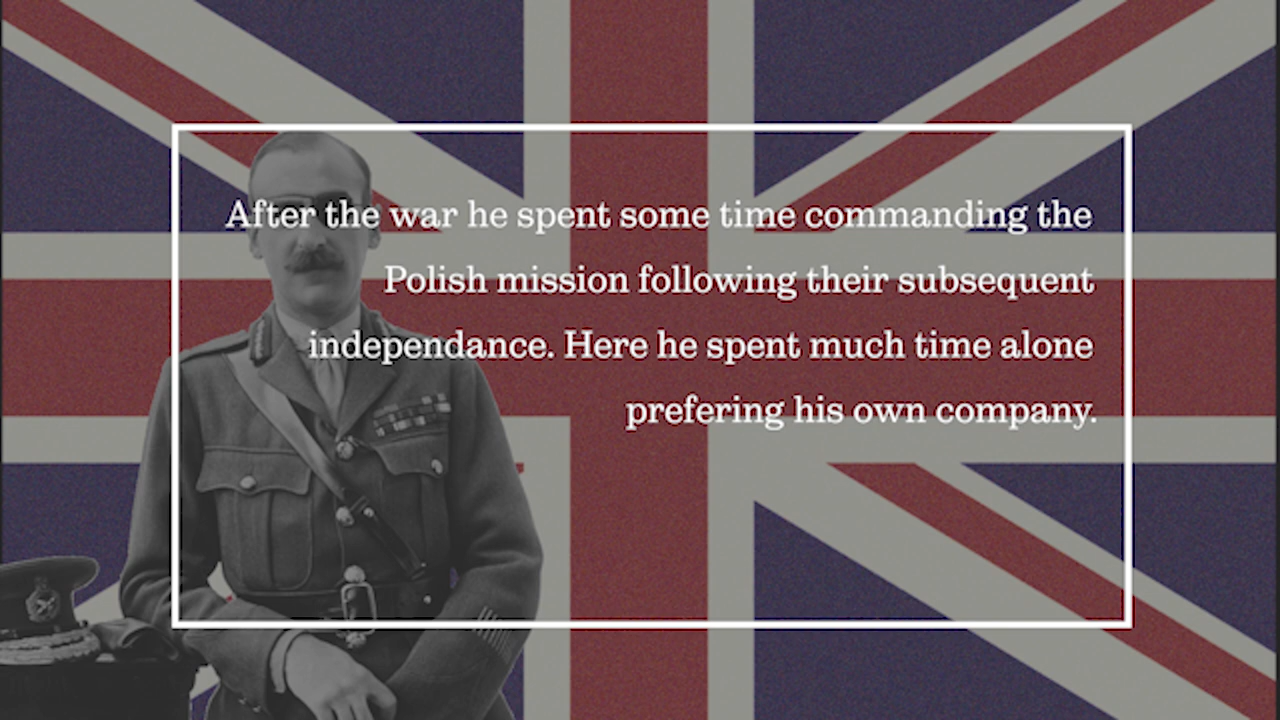 After the war he spent some time commanding the
Polish mission following their subsequent
independance. Here he spent much time alone
prefering his own company.